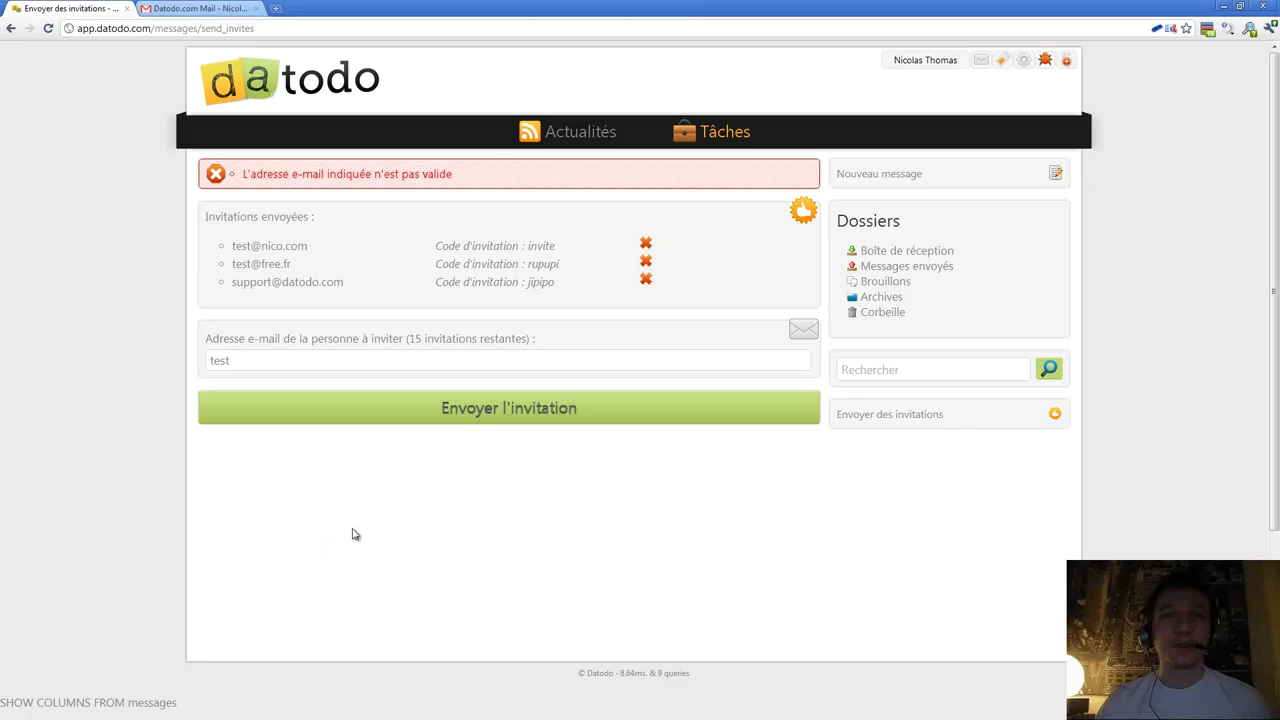 Envoyer des invitations - ...
Datodo.com Mail - Nicol...
app.datodo.com/messages/send_invites
datodo
Nicolas Thomas
Actualités
Tâches
L'adresse e-mail indiquée n'est pas valide
Nouveau message
Invitations envoyées :
test@nico.com Code d'invitation : invite
test@free.fr Code d'invitation : rupupi
support@datodo.com Code d'invitation : jipipo
Dossiers
Boîte de réception
Messages envoyés
Brouillons
Archives
Corbeille
Adresse e-mail de la personne à inviter (15 invitations restantes) :
test
Rechercher
Envoyer l'invitation
Envoyer des invitations
© Datodo - 8.64ms. & 9 queries
SHOW COLUMNS FROM messages